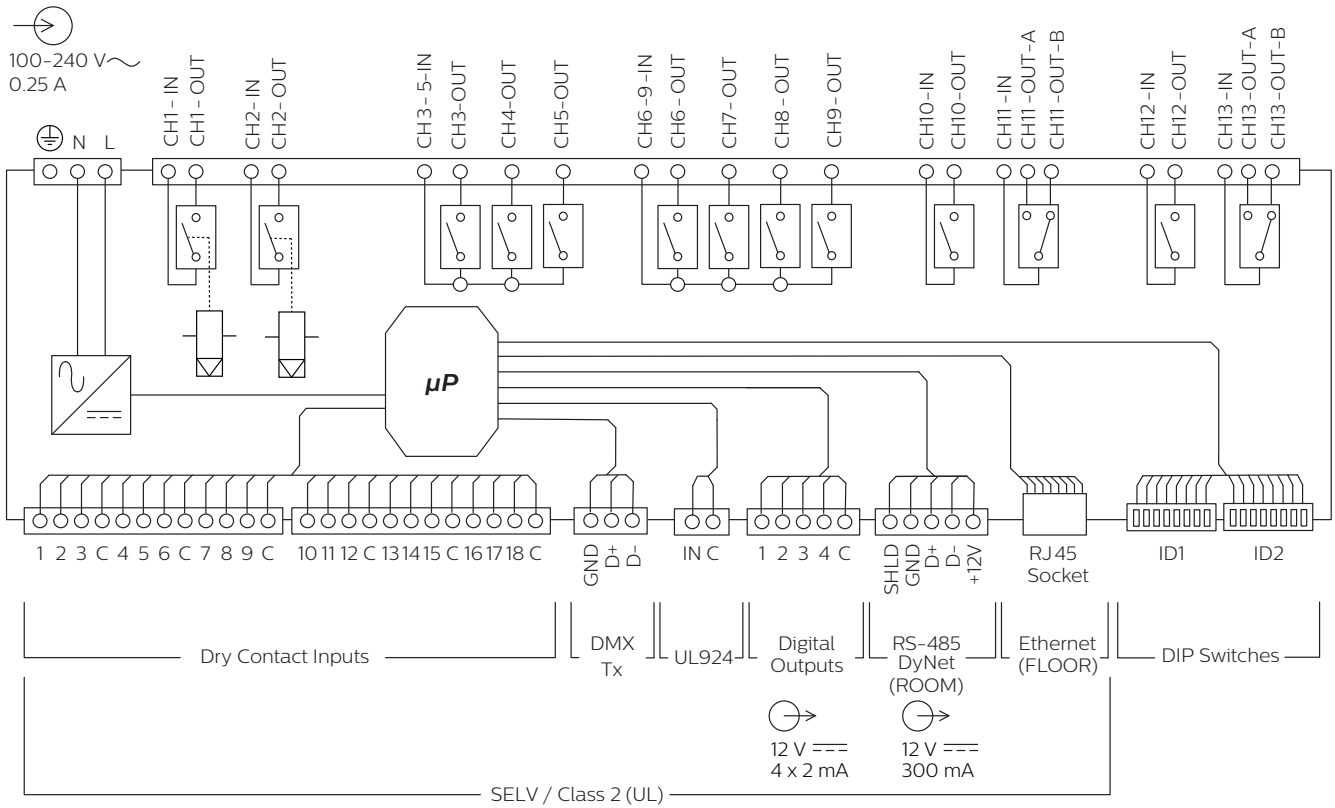 100-240 V
0.25 A
N L
CH1 - IN
CH1 - OUT
CH2 - IN
CH2 - OUT
CH3 - 5-IN
CH3-OUT
CH4-OUT
CH5-OUT
CH6 -9 -IN
CH6 - OUT
CH7 - OUT
CH8 - OUT
CH9 - OUT
CH10-IN
CH10-OUT
CH11-IN
CH11-OUT-A
CH11-OUT-B
CH12-IN
CH12-OUT
CH13-IN
CH13-OUT-A
CH13-OUT-B
µP
1 2 3 C 4 5 6 C 7 8 9 C
10 11 12 C 13 14 15 C 16 17 18 C
GND
D+
D-
IN C
1 2 3 4 C
SHLD
GND
D+
D-
+12V
RJ45
Socket
ID1
ID2
Dry Contact Inputs
DMX
Tx
UL924
Digital
Outputs
RS-485
DyNet
(ROOM)
Ethernet
(FLOOR)
DIP Switches
12 V
4 x 2 mA
12 V
300 mA
SELV / Class 2 (UL)